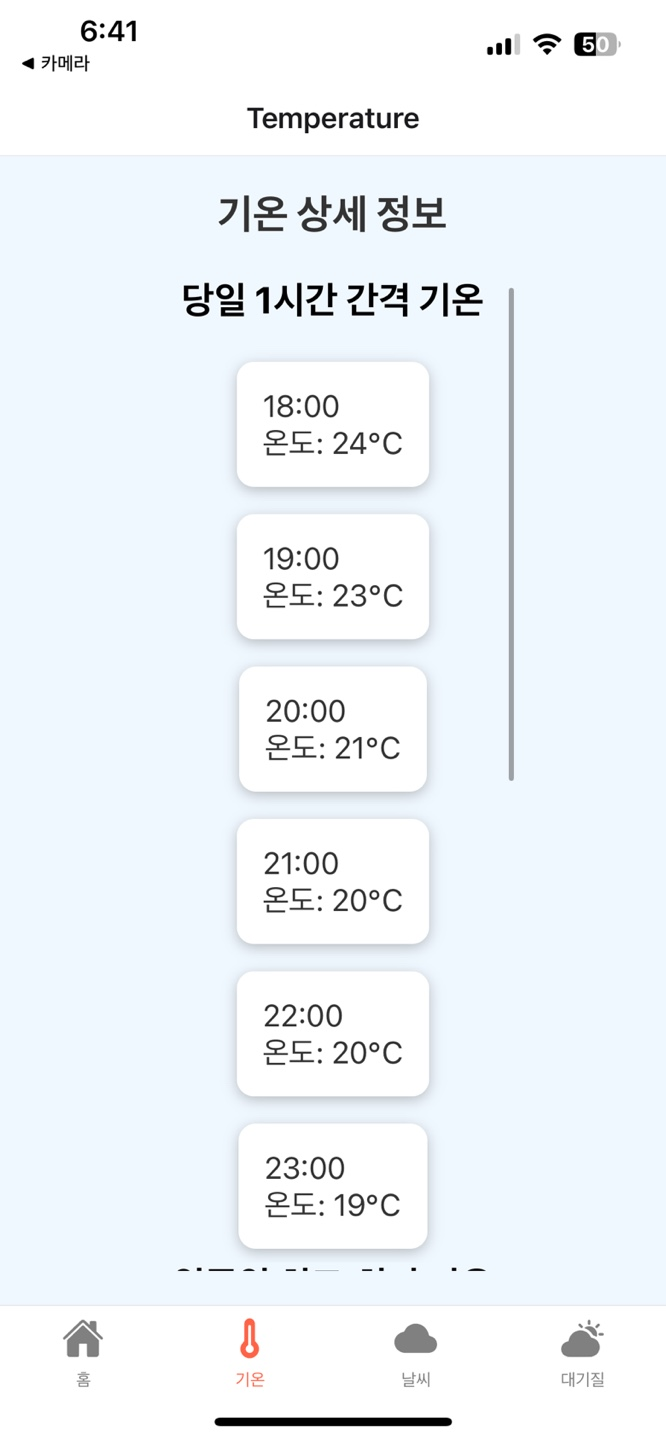 6:41
50
◀ 카메라
Temperature
기온 상세 정보
당일 1시간 간격 기온
18:00
온도: 24°C
19:00
온도: 23°C
20:00
온도: 21°C
21:00
온도: 20°C
22:00
온도: 20°C
23:00
온도: 19°C
홈
기온
날씨
대기질